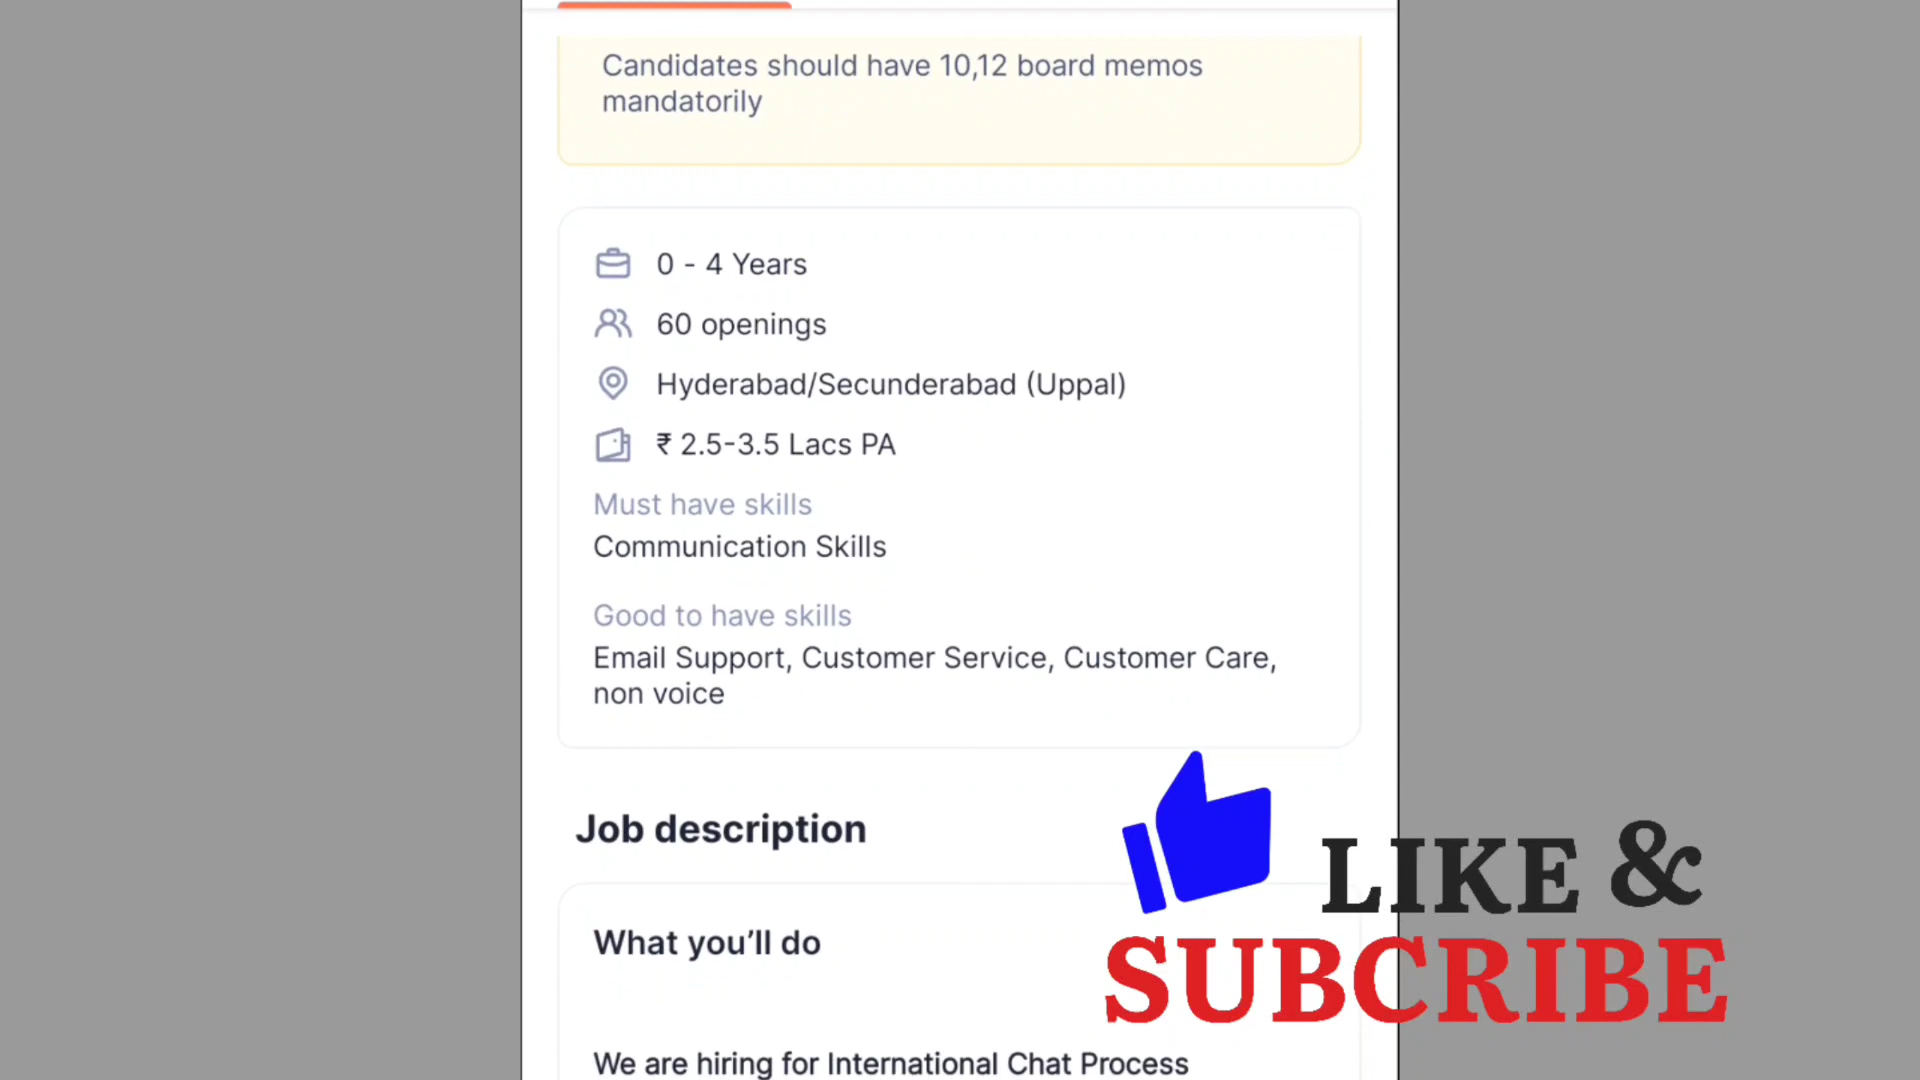 Candidates should have 10,12 board memos
mandatorily
0 - 4 Years
60 openings
Hyderabad/Secunderabad (Uppal)
₹ 2.5-3.5 Lacs PA
Must have skills
Communication Skills
Good to have skills
Email Support, Customer Service, Customer Care,
non voice
Job description
What you’ll do
We are hiring for International Chat Process
LIKE &
SUBCRIBE